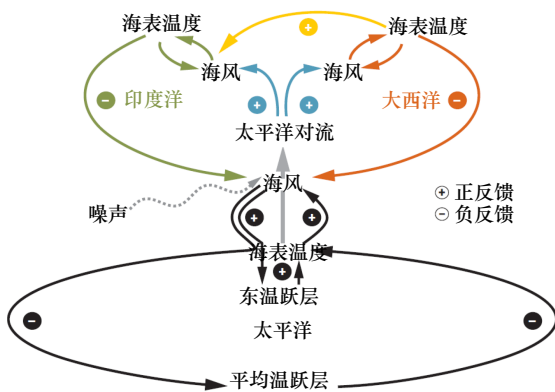 海表温度
海表温度
+
海风
海风
−
印度洋
大西洋
−
+
+
太平洋对流
海风
噪声
+
+
+ 正反馈
− 负反馈
海表温度
+
东温跃层
太平洋
−
−
平均温跃层